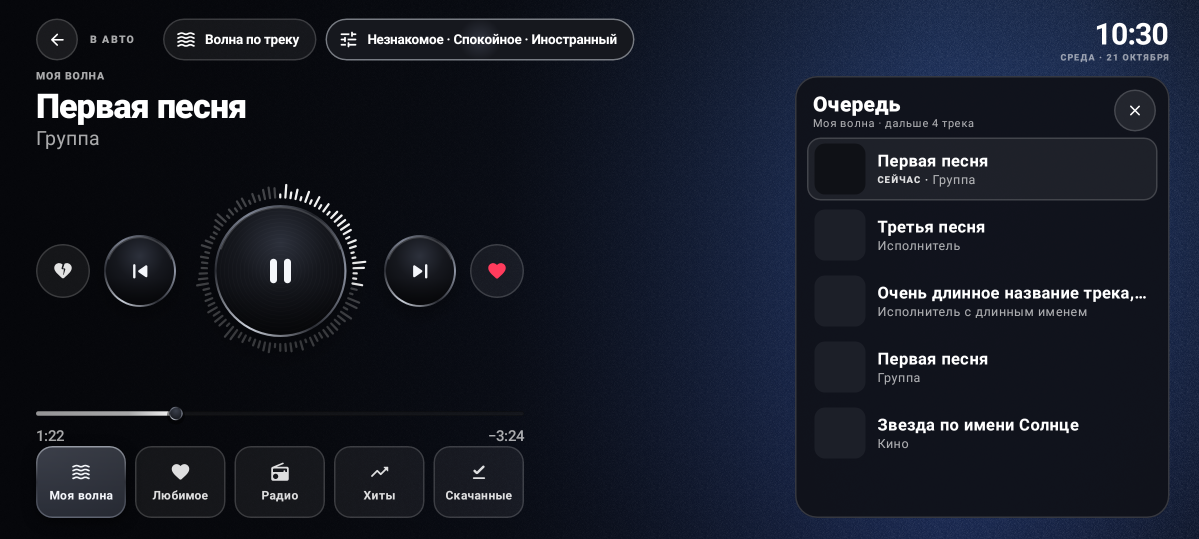 В АВТО
Волна по треку
Незнакомое · Спокойное · Иностранный
10:30
СРЕДА · 21 ОКТЯБРЯ
МОЯ ВОЛНА
Первая песня
Группа
1:22
−3:24
Моя волна
Любимое
Радио
Хиты
Скачанные
Очередь
Моя волна · дальше 4 трека
Первая песня
СЕЙЧАС · Группа
Третья песня
Исполнитель
Очень длинное название трека,…
Исполнитель с длинным именем
Первая песня
Группа
Звезда по имени Солнце
Кино